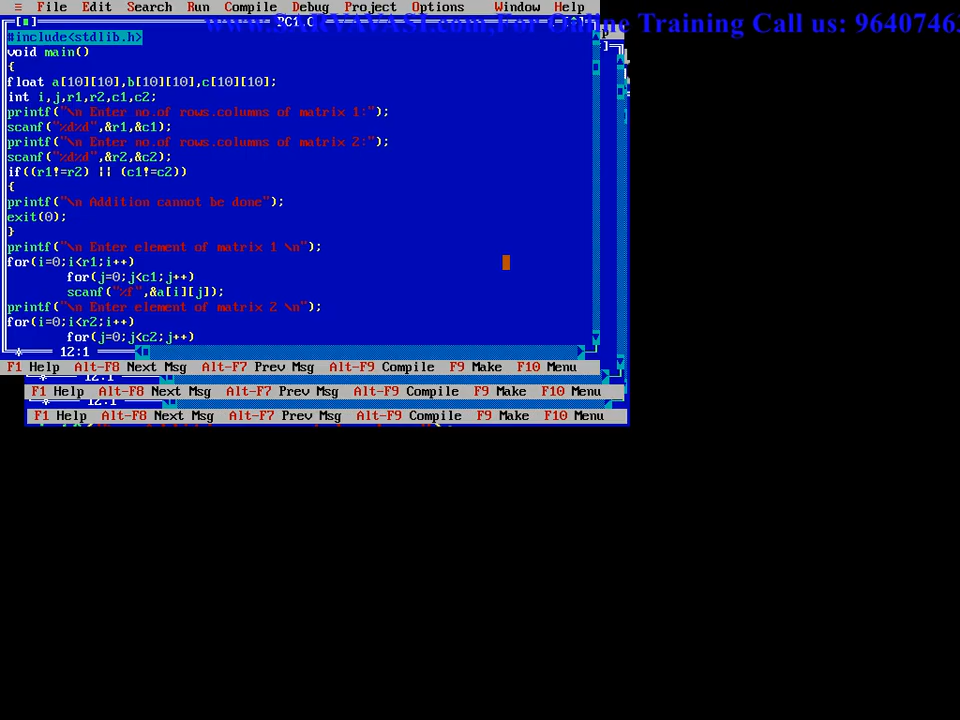 ≡ File Edit Search Run Compile Debug Project Options Window Help
For Online Training Call us:
PC1.C
#include<stdlib.h>
void main()
{
float a[10][10],b[10][10],c[10][10];
int i,j,r1,r2,c1,c2;
printf("\n Enter no.of rows.columns of matrix 1:");
scanf("%d%d",&r1,&c1);
printf("\n Enter no.of rows.columns of matrix 2:");
scanf("%d%d",&r2,&c2);
if((r1!=r2) || (c1!=c2))
{
printf("\n Addition cannot be done");
exit(0);
}
printf("\n Enter element of matrix 1 \n");
for(i=0;i<r1;i++)
for(j=0;j<c1;j++)
scanf("%f",&a[i][j]);
printf("\n Enter element of matrix 2 \n");
for(i=0;i<r2;i++)
for(j=0;j<c2;j++)
12:1
F1 Help Alt-F8 Next Msg Alt-F7 Prev Msg Alt-F9 Compile F9 Make F10 Menu
12:1
F1 Help Alt-F8 Next Msg Alt-F7 Prev Msg Alt-F9 Compile F9 Make F10 Menu
12:1
F1 Help Alt-F8 Next Msg Alt-F7 Prev Msg Alt-F9 Compile F9 Make F10 Menu